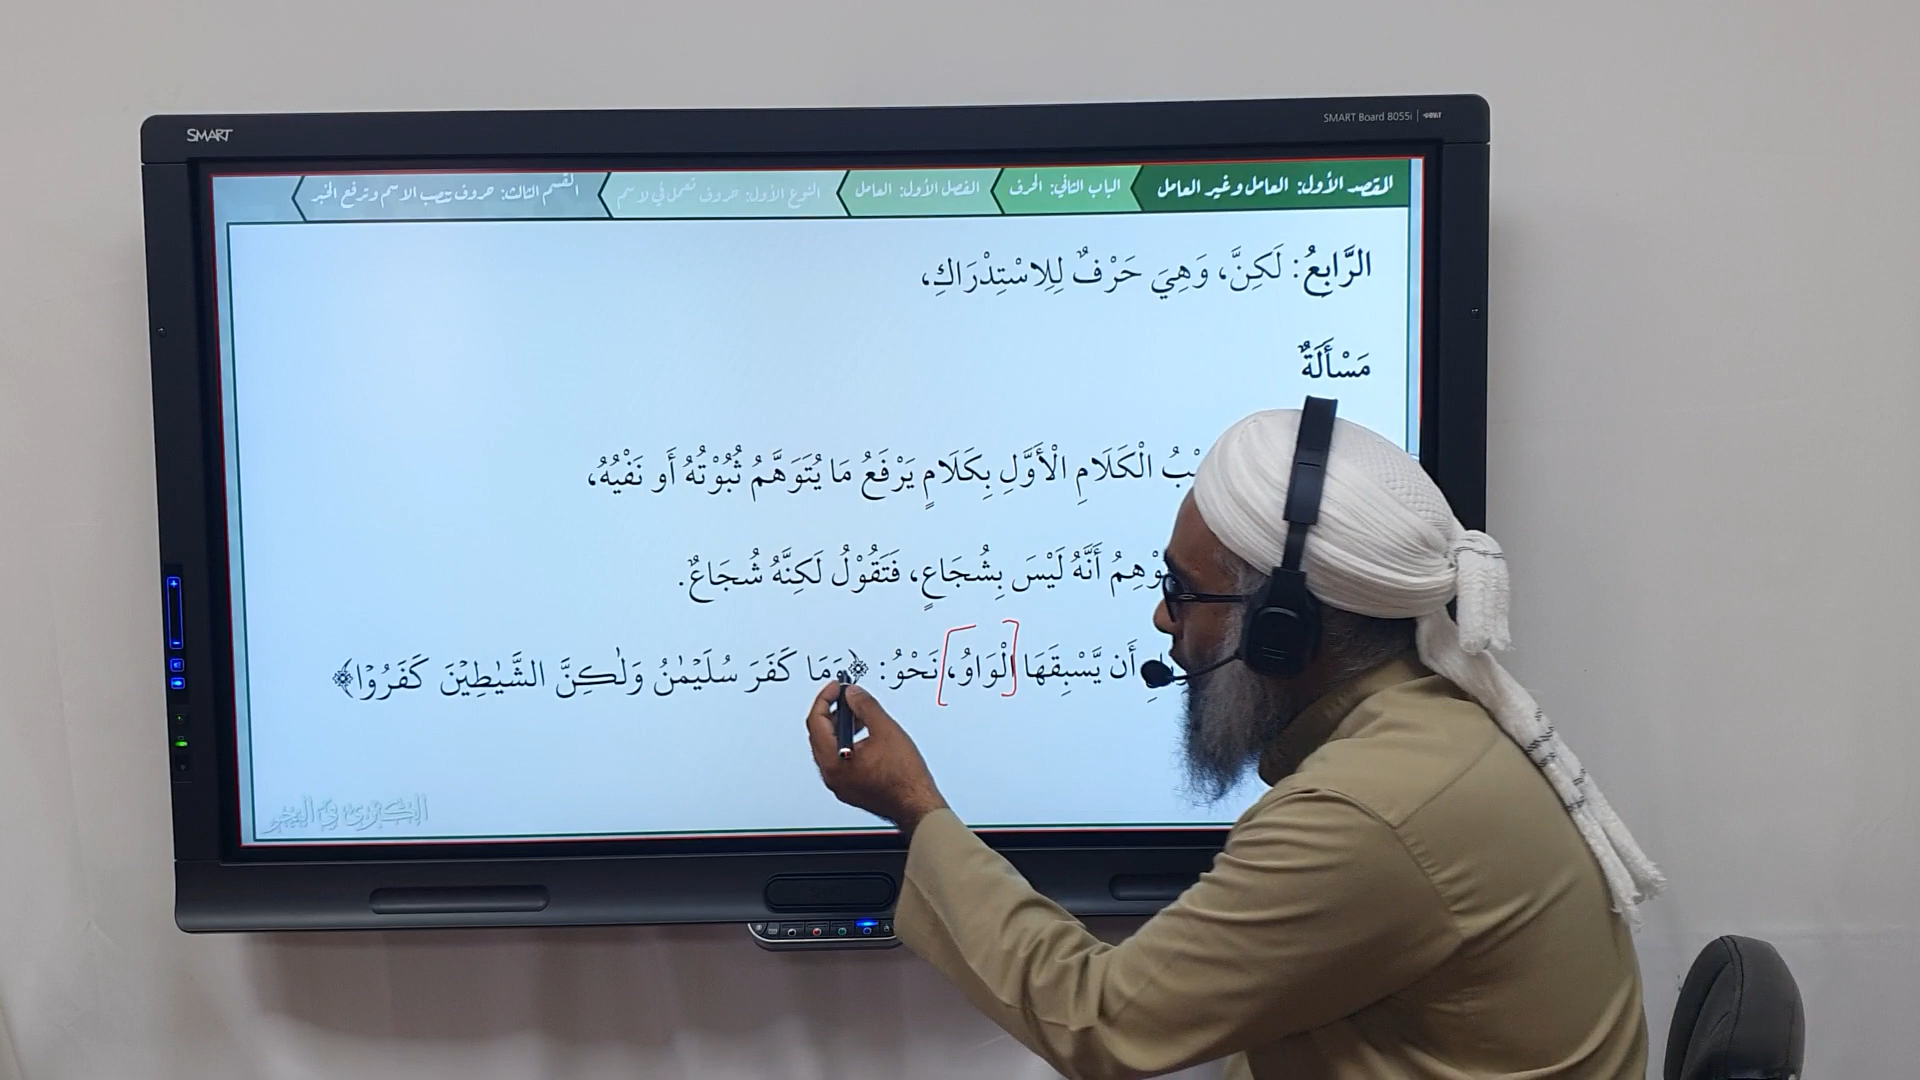 SMART
SMART Board 8055i
المقصد الأول: العامل وغير العامل
الباب الثاني: الحرف
الفصل الأول: العامل
النوع الأول: حروف تعمل في الاسم
القسم الثالث: حروف تنصب الاسم وترفع الخبر
الرَّابِعُ: لَكِنَّ، وَهِيَ حَرْفٌ لِلِاسْتِدْرَاكِ،
مَسْأَلَةٌ
الْكَلَامِ الْأَوَّلِ بِكَلَامٍ يَرْفَعُ مَا يُتَوَهَّمُ ثُبُوْتُهُ أَو نَفْيُهُ،
أَنَّهُ لَيْسَ بِشُجَاعٍ، فَتَقُوْلُ لَكِنَّهُ شُجَاعٌ.
أَن يَّسْبِقَهَا الْوَاوُ، نَحْوُ: ﴿وَمَا كَفَرَ سُلَيْمٰنُ وَلٰكِنَّ الشَّيٰطِيْنَ كَفَرُوْا﴾